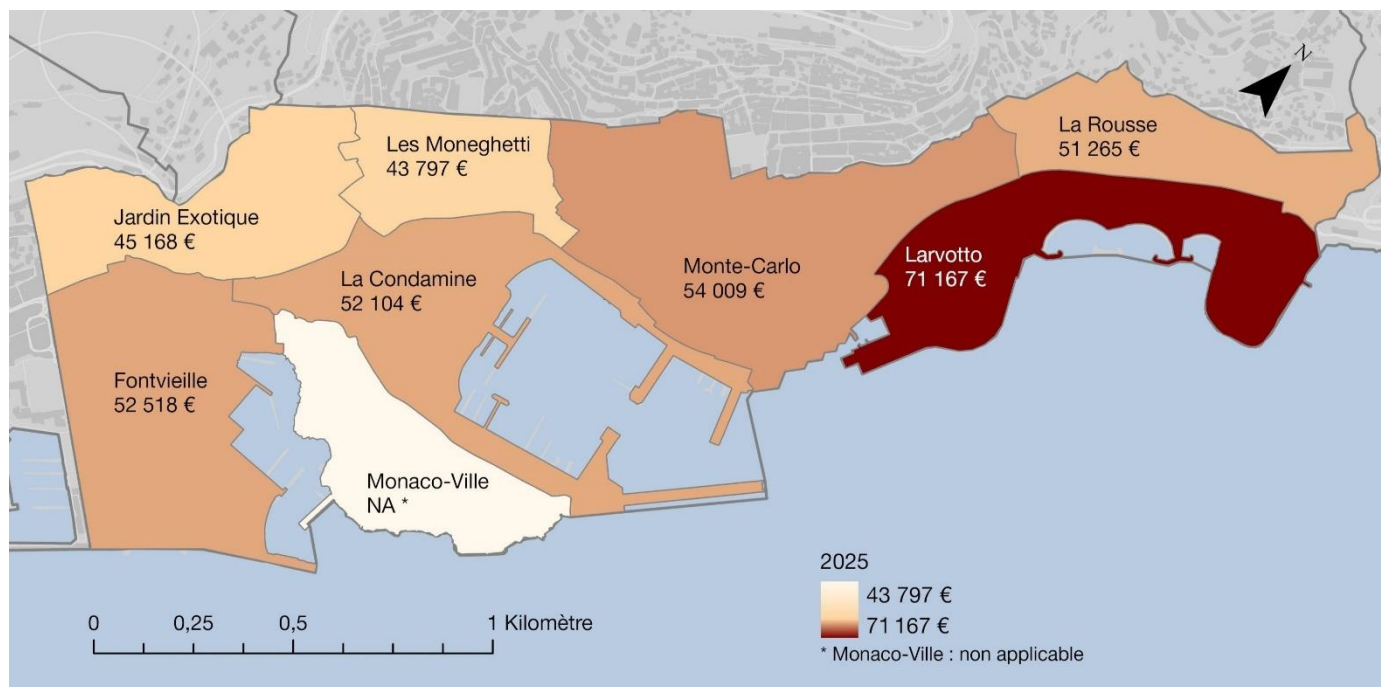 N
La Rousse
51 265 €
Les Moneghetti
43 797 €
Jardin Exotique
45 168 €
Larvotto
71 167 €
Monte-Carlo
54 009 €
La Condamine
52 104 €
Fontvieille
52 518 €
Monaco-Ville
NA *
2025
43 797 €
71 167 €
* Monaco-Ville : non applicable
0 0,25 0,5 1 Kilomètre